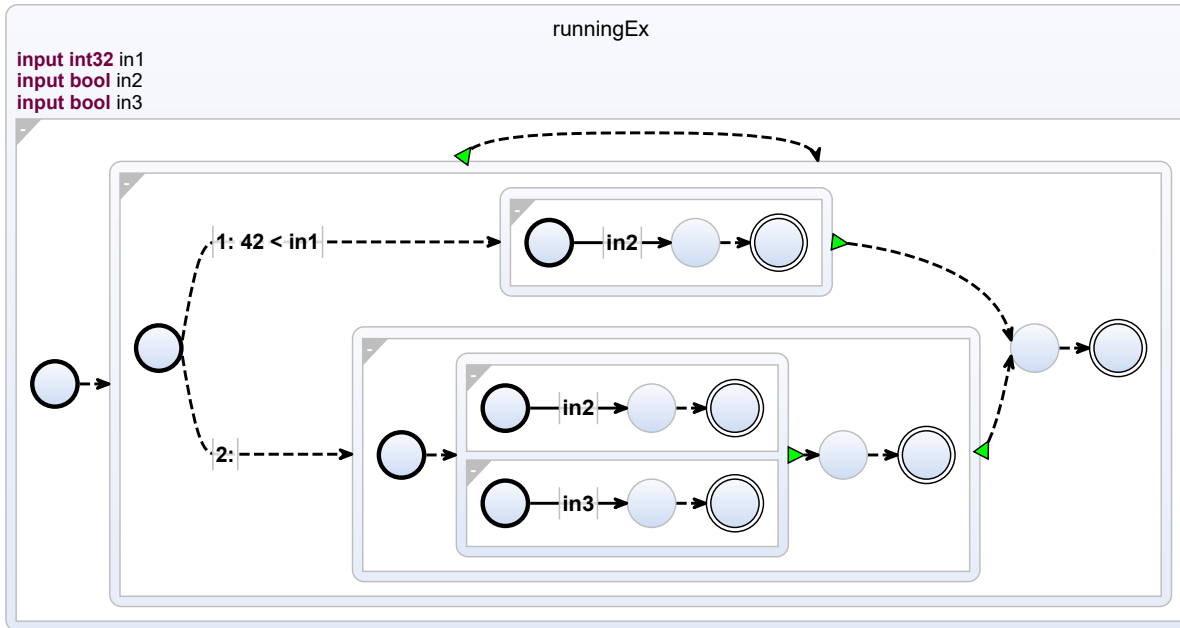 runningEx
input int32 in1
input bool in2
input bool in3
-
-
-
1: 42 < in1
in2
-
-
in2
2:
-
in3